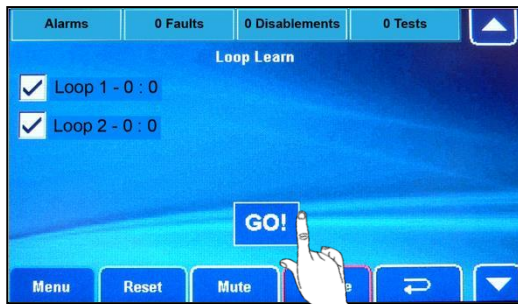 Alarms 0 Faults 0 Disablements 0 Tests
Loop Learn
Loop 1 - 0 : 0
Loop 2 - 0 : 0
GO!
Menu Reset Mute